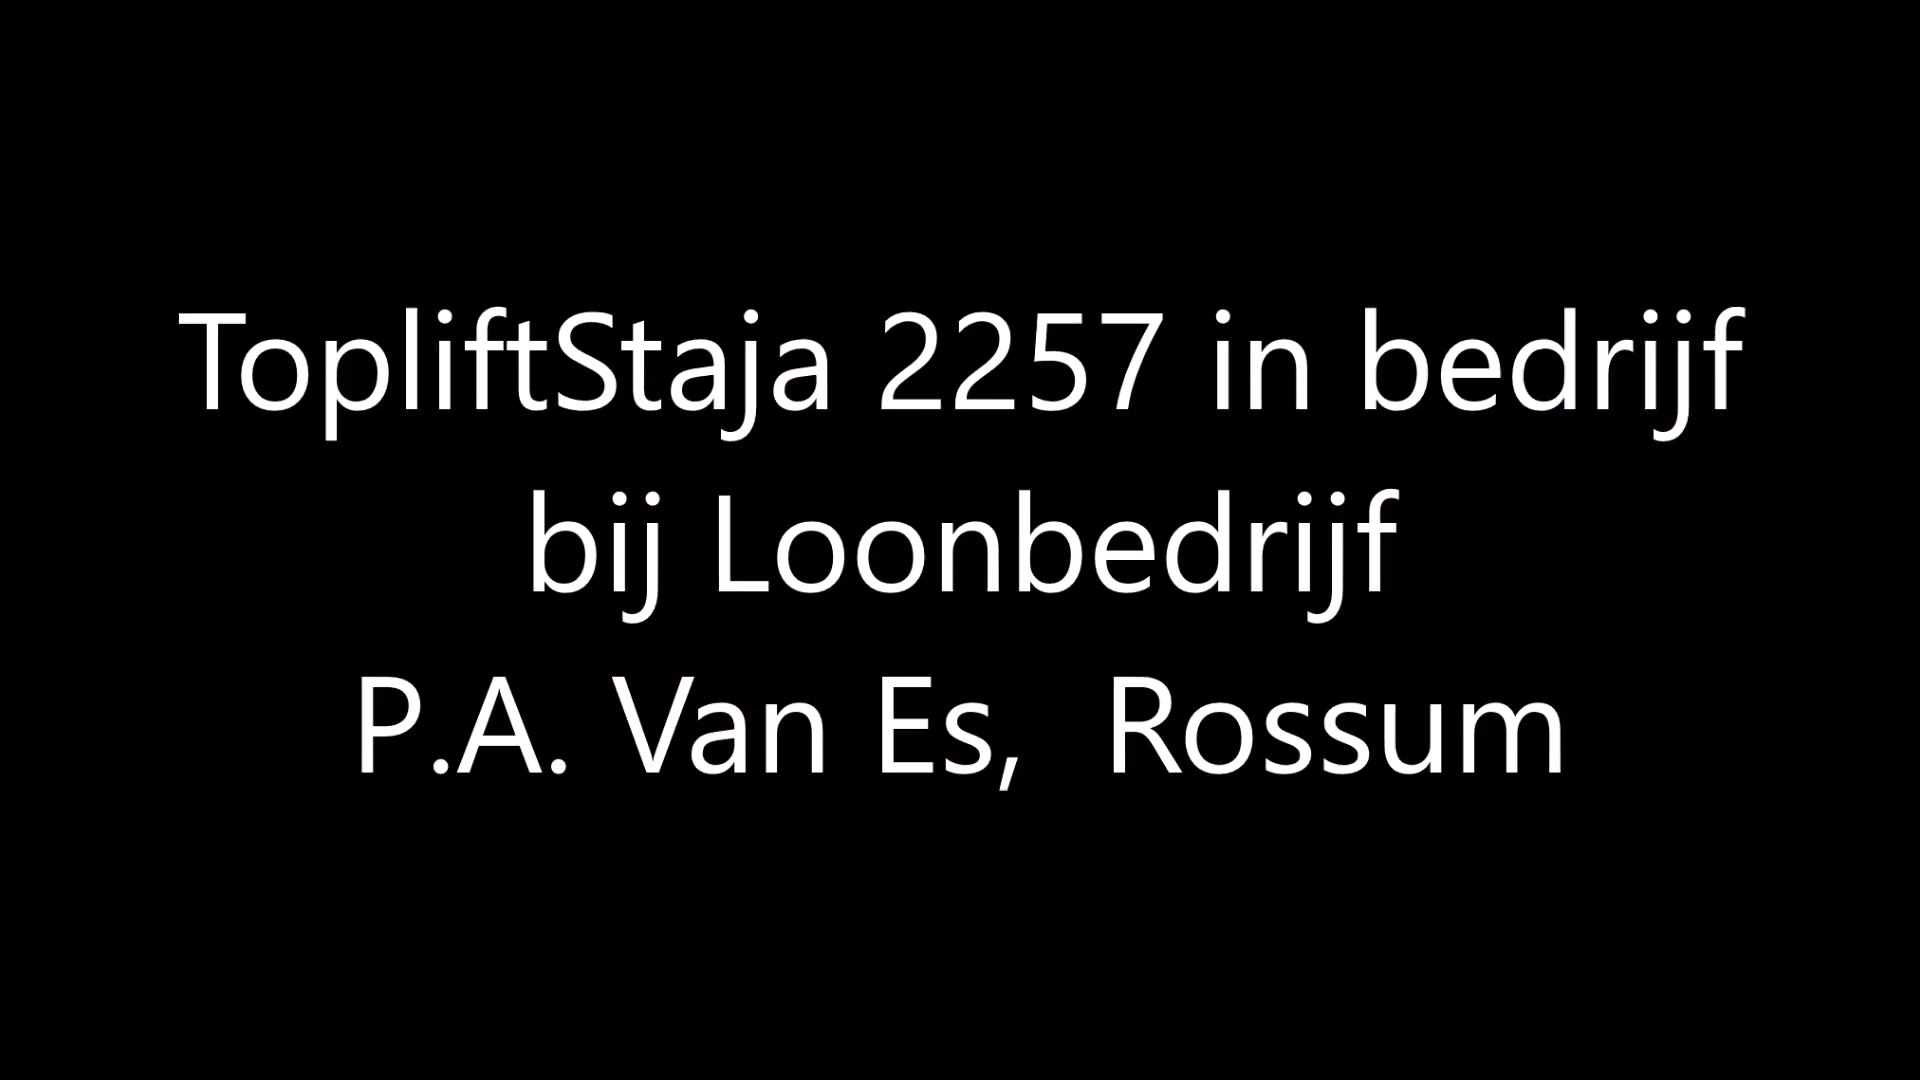 TopliftStaja 2257 in bedrijf
bij Loonbedrijf
P.A. Van Es,  Rossum